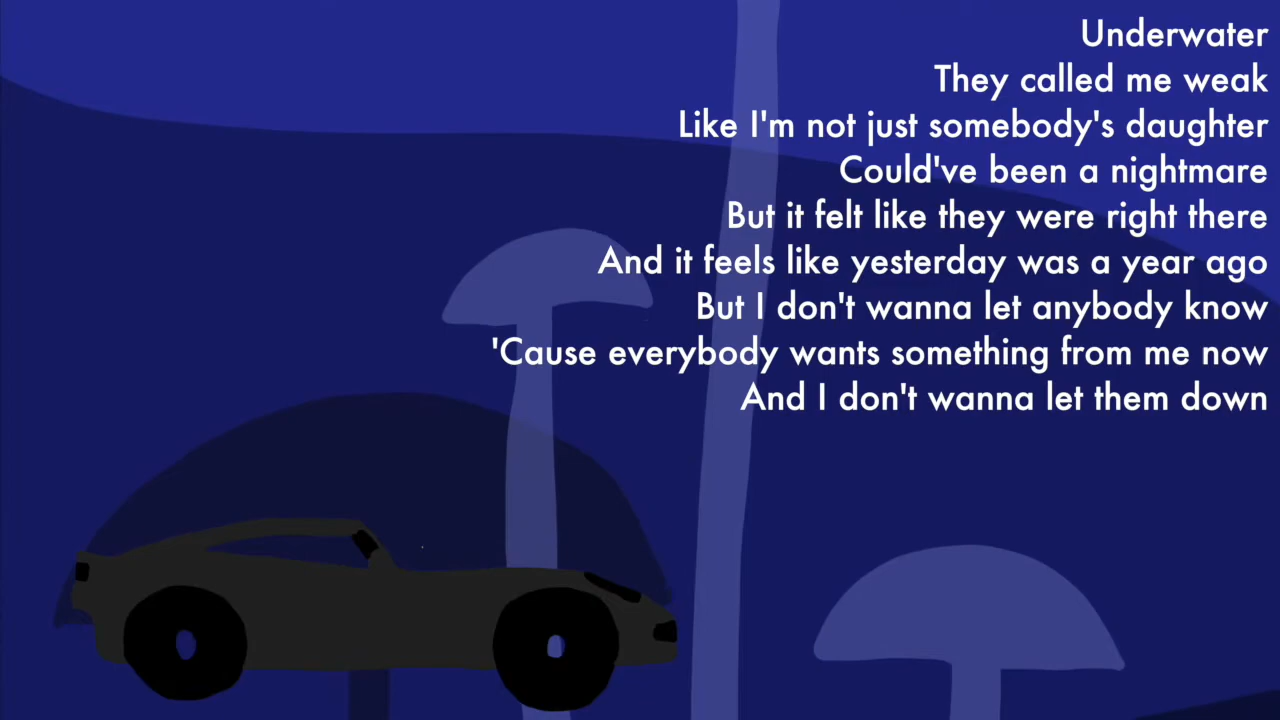 Underwater
They called me weak
Like I'm not just somebody's daughter
Could've been a nightmare
But it felt like they were right there
And it feels like yesterday was a year ago
But I don't wanna let anybody know
'Cause everybody wants something from me now
And I don't wanna let them down